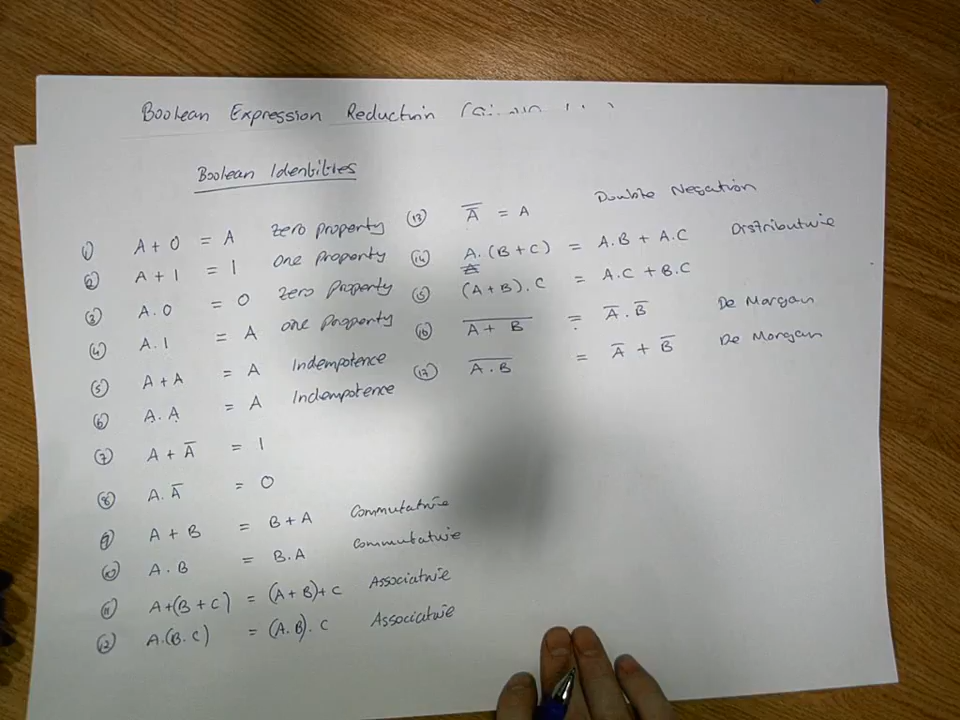 Boolean Expression Reduction
Boolean Identities
① A + 0 = A zero property
② A + 1 = 1 one property
③ A . 0 = 0 zero Property
④ A . 1 = A one Property
⑤ A + A = A Indempotence
⑥ A . A = A Indempotence
⑦ A + A̅ = 1
⑧ A . A̅ = 0
⑨ A + B = B + A Commutative
⑩ A . B = B . A Commutative
⑪ A+(B + C) = (A + B)+ C Associative
⑫ A.(B. C) = (A. B). C Associative
⑬ A̿ = A Double Negation
⑭ A. (B + C) = A.B + A.C Distributive
⑮ (A + B). C = A.C + B.C
⑯ A̅ ̅+̅ ̅B̅ = A̅ . B̅ De Morgan
⑰ A̅ ̅.̅ ̅B̅ = A̅ + B̅ De Morgan